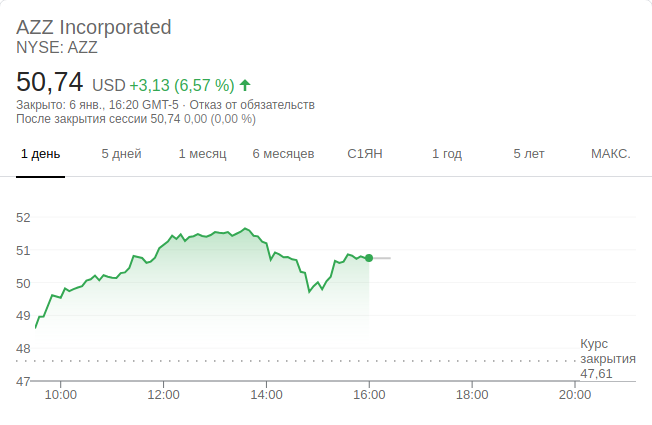 AZZ Incorporated
NYSE: AZZ
50,74 USD +3,13 (6,57 %)
Закрыто: 6 янв., 16:20 GMT-5 · Отказ от обязательств
После закрытия сессии 50,74 0,00 (0,00 %)
1 день 5 дней 1 месяц 6 месяцев С1ЯН 1 год 5 лет МАКС.
52
51
50
49
48
47
Курс
закрытия
47,61
10:00 12:00 14:00 16:00 18:00 20:00